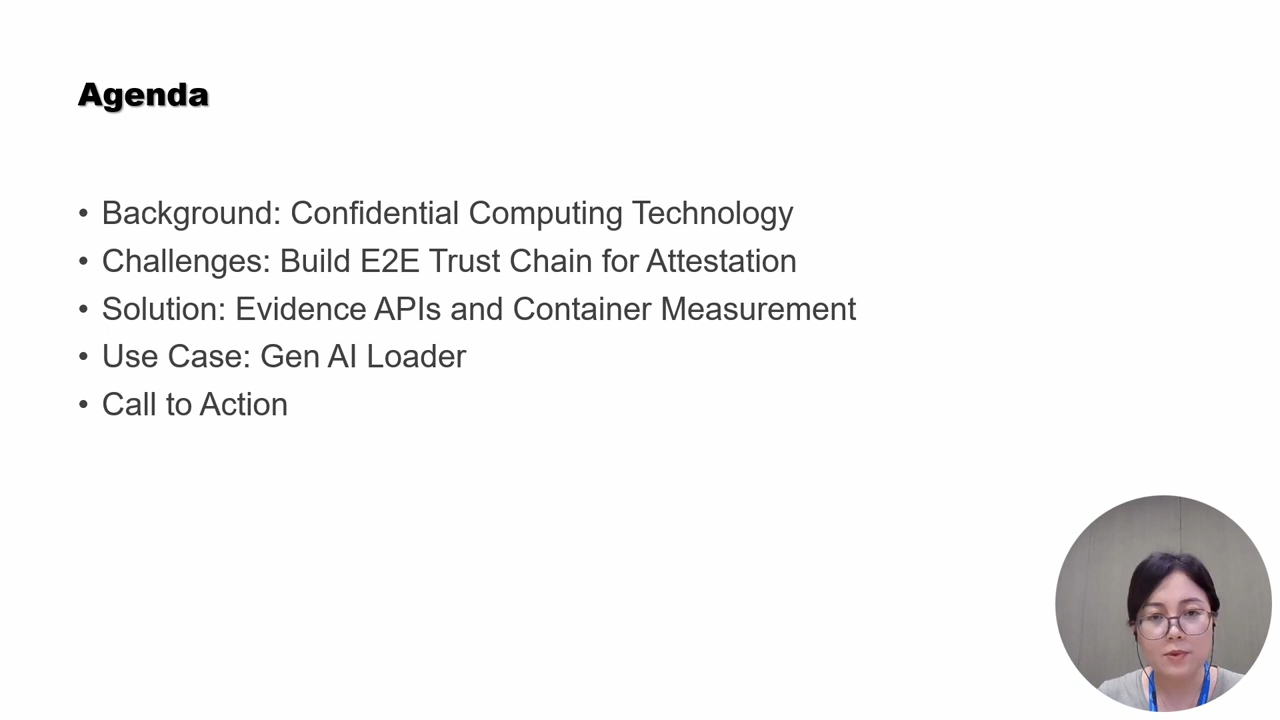 Agenda
• Background: Confidential Computing Technology
• Challenges: Build E2E Trust Chain for Attestation
• Solution: Evidence APIs and Container Measurement
• Use Case: Gen AI Loader
• Call to Action